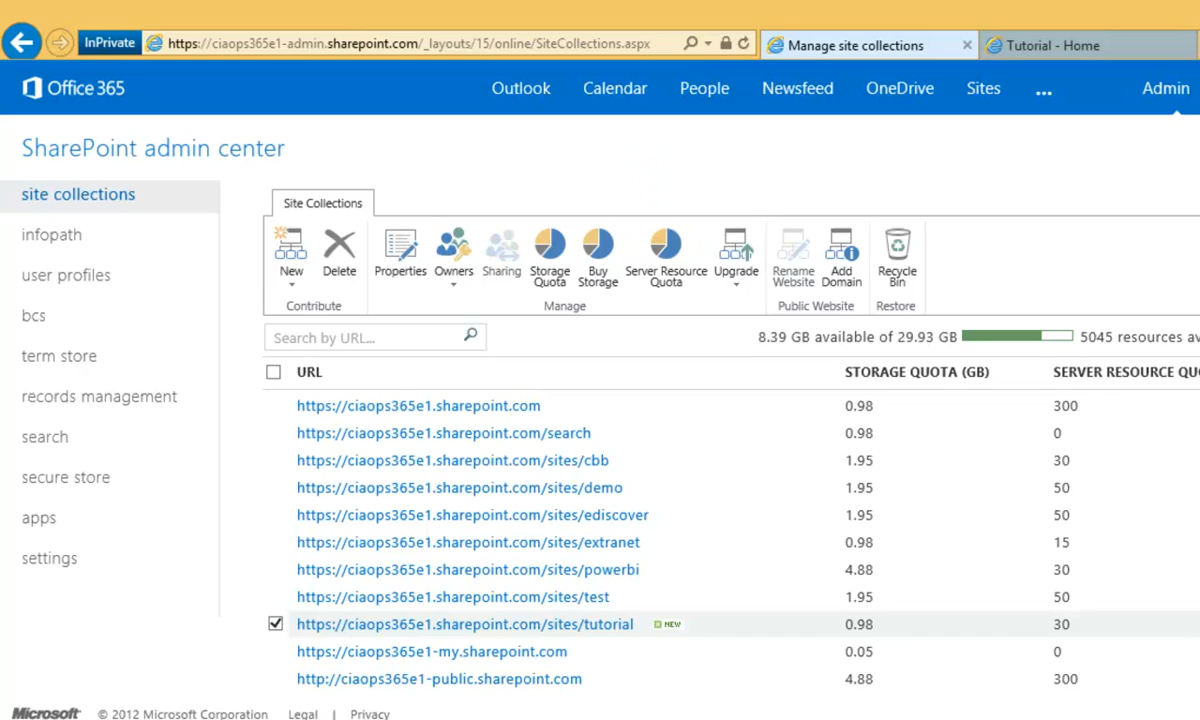 InPrivate https://ciaops365e1-admin.sharepoint.com/_layouts/15/online/SiteCollections.aspx Manage site collections Tutorial - Home
Office 365 Outlook Calendar People Newsfeed OneDrive Sites ... Admin
SharePoint admin center
site collections
infopath
user profiles
bcs
term store
records management
search
secure store
apps
settings
Site Collections
New Delete Properties Owners Sharing Storage Quota Buy Storage Server Resource Quota Upgrade Rename Website Add Domain Recycle Bin
Contribute Manage Public Website Restore
Search by URL... 8.39 GB available of 29.93 GB 5045 resources av
URL STORAGE QUOTA (GB) SERVER RESOURCE QUO
https://ciaops365e1.sharepoint.com 0.98 300
https://ciaops365e1.sharepoint.com/search 0.98 0
https://ciaops365e1.sharepoint.com/sites/cbb 1.95 30
https://ciaops365e1.sharepoint.com/sites/demo 1.95 50
https://ciaops365e1.sharepoint.com/sites/ediscover 1.95 50
https://ciaops365e1.sharepoint.com/sites/extranet 0.98 15
https://ciaops365e1.sharepoint.com/sites/powerbi 4.88 30
https://ciaops365e1.sharepoint.com/sites/test 1.95 50
https://ciaops365e1.sharepoint.com/sites/tutorial NEW 0.98 30
https://ciaops365e1-my.sharepoint.com 0.05 0
http://ciaops365e1-public.sharepoint.com 4.88 300
Microsoft © 2012 Microsoft Corporation Legal | Privacy